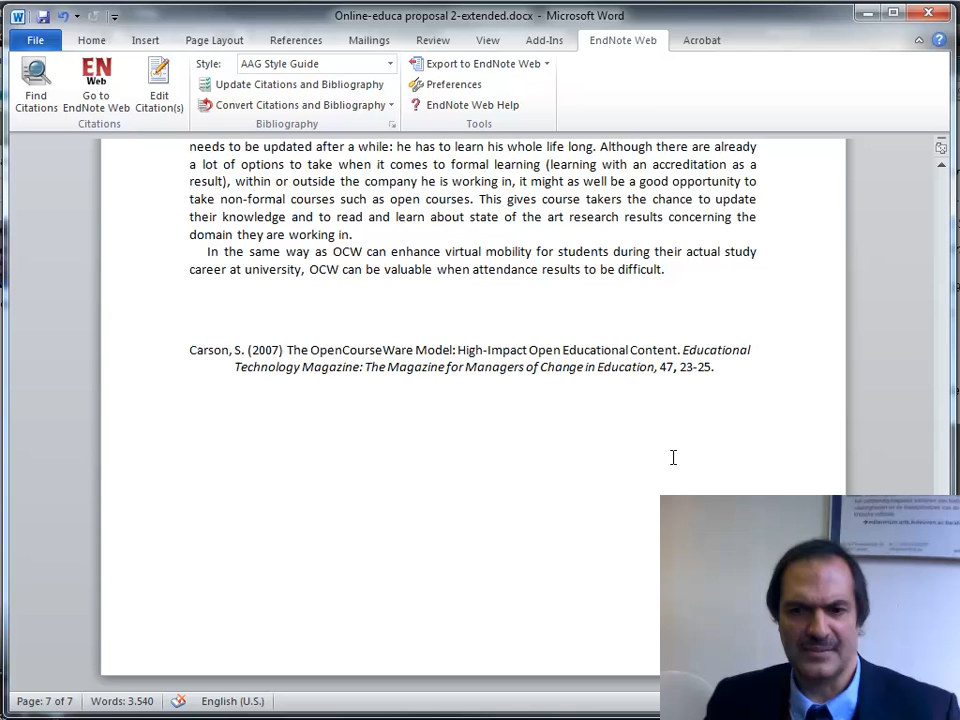 Online-educa proposal 2-extended.docx - Microsoft Word
File Home Insert Page Layout References Mailings Review View Add-Ins EndNote Web Acrobat
Find Citations
EN Web
Go to EndNote Web
Edit Citation(s)
Citations
Style: AAG Style Guide
Update Citations and Bibliography
Convert Citations and Bibliography
Bibliography
Export to EndNote Web
Preferences
EndNote Web Help
Tools
needs to be updated after a while: he has to learn his whole life long. Although there are already
a lot of options to take when it comes to formal learning (learning with an accreditation as a
result), within or outside the company he is working in, it might as well be a good opportunity to
take non-formal courses such as open courses. This gives course takers the chance to update
their knowledge and to read and learn about state of the art research results concerning the
domain they are working in.
In the same way as OCW can enhance virtual mobility for students during their actual study
career at university, OCW can be valuable when attendance results to be difficult.
Carson, S. (2007) The OpenCourseWare Model: High-Impact Open Educational Content. Educational
Technology Magazine: The Magazine for Managers of Change in Education, 47, 23-25.
Page: 7 of 7 Words: 3.540 English (U.S.)